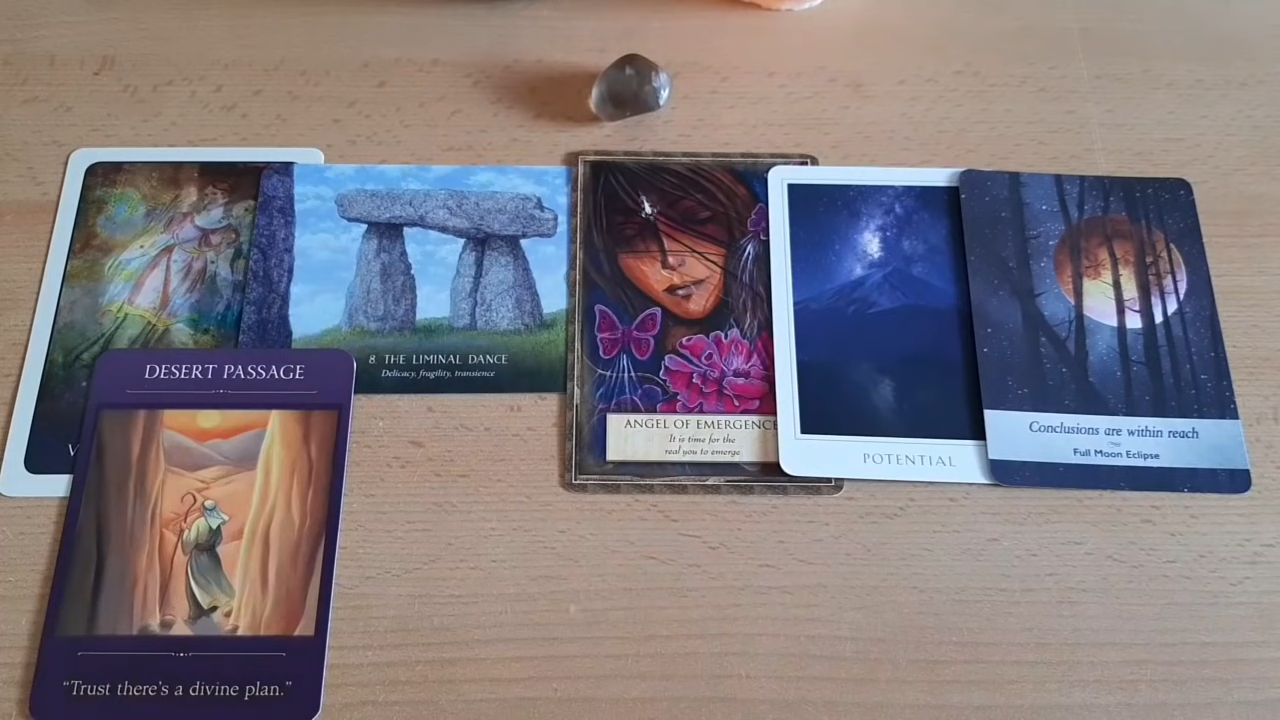 DESERT PASSAGE
"Trust there's a divine plan."
8 THE LIMINAL DANCE
Delicacy, fragility, transience
ANGEL OF EMERGENCE
It is time for the
real you to emerge
POTENTIAL
Conclusions are within reach
Full Moon Eclipse